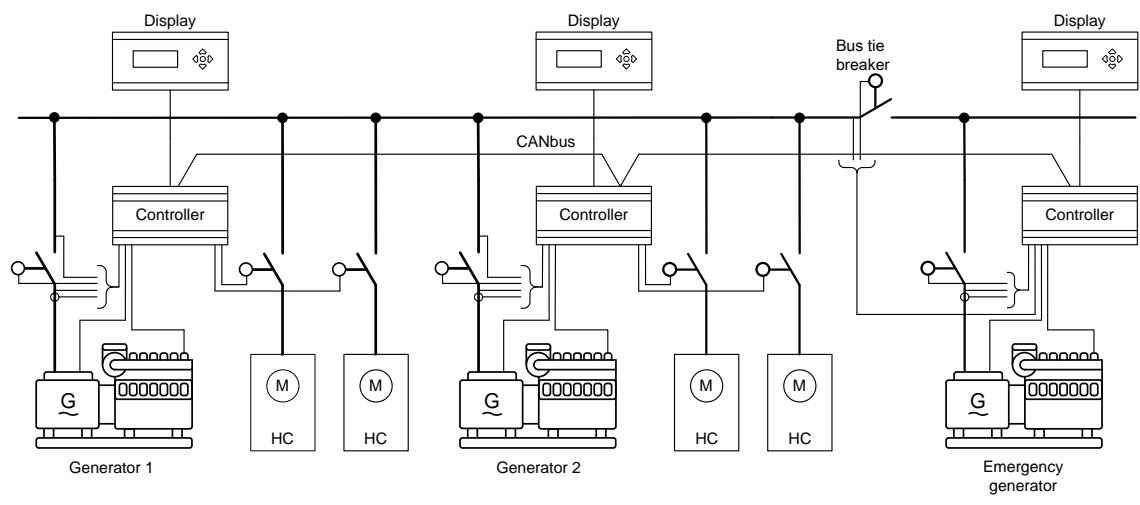 Display
Display
Bus tie
breaker
Display
CANbus
Controller
Controller
Controller
G
M
HC
M
HC
G
M
HC
M
HC
G
Generator 1
Generator 2
Emergency
generator